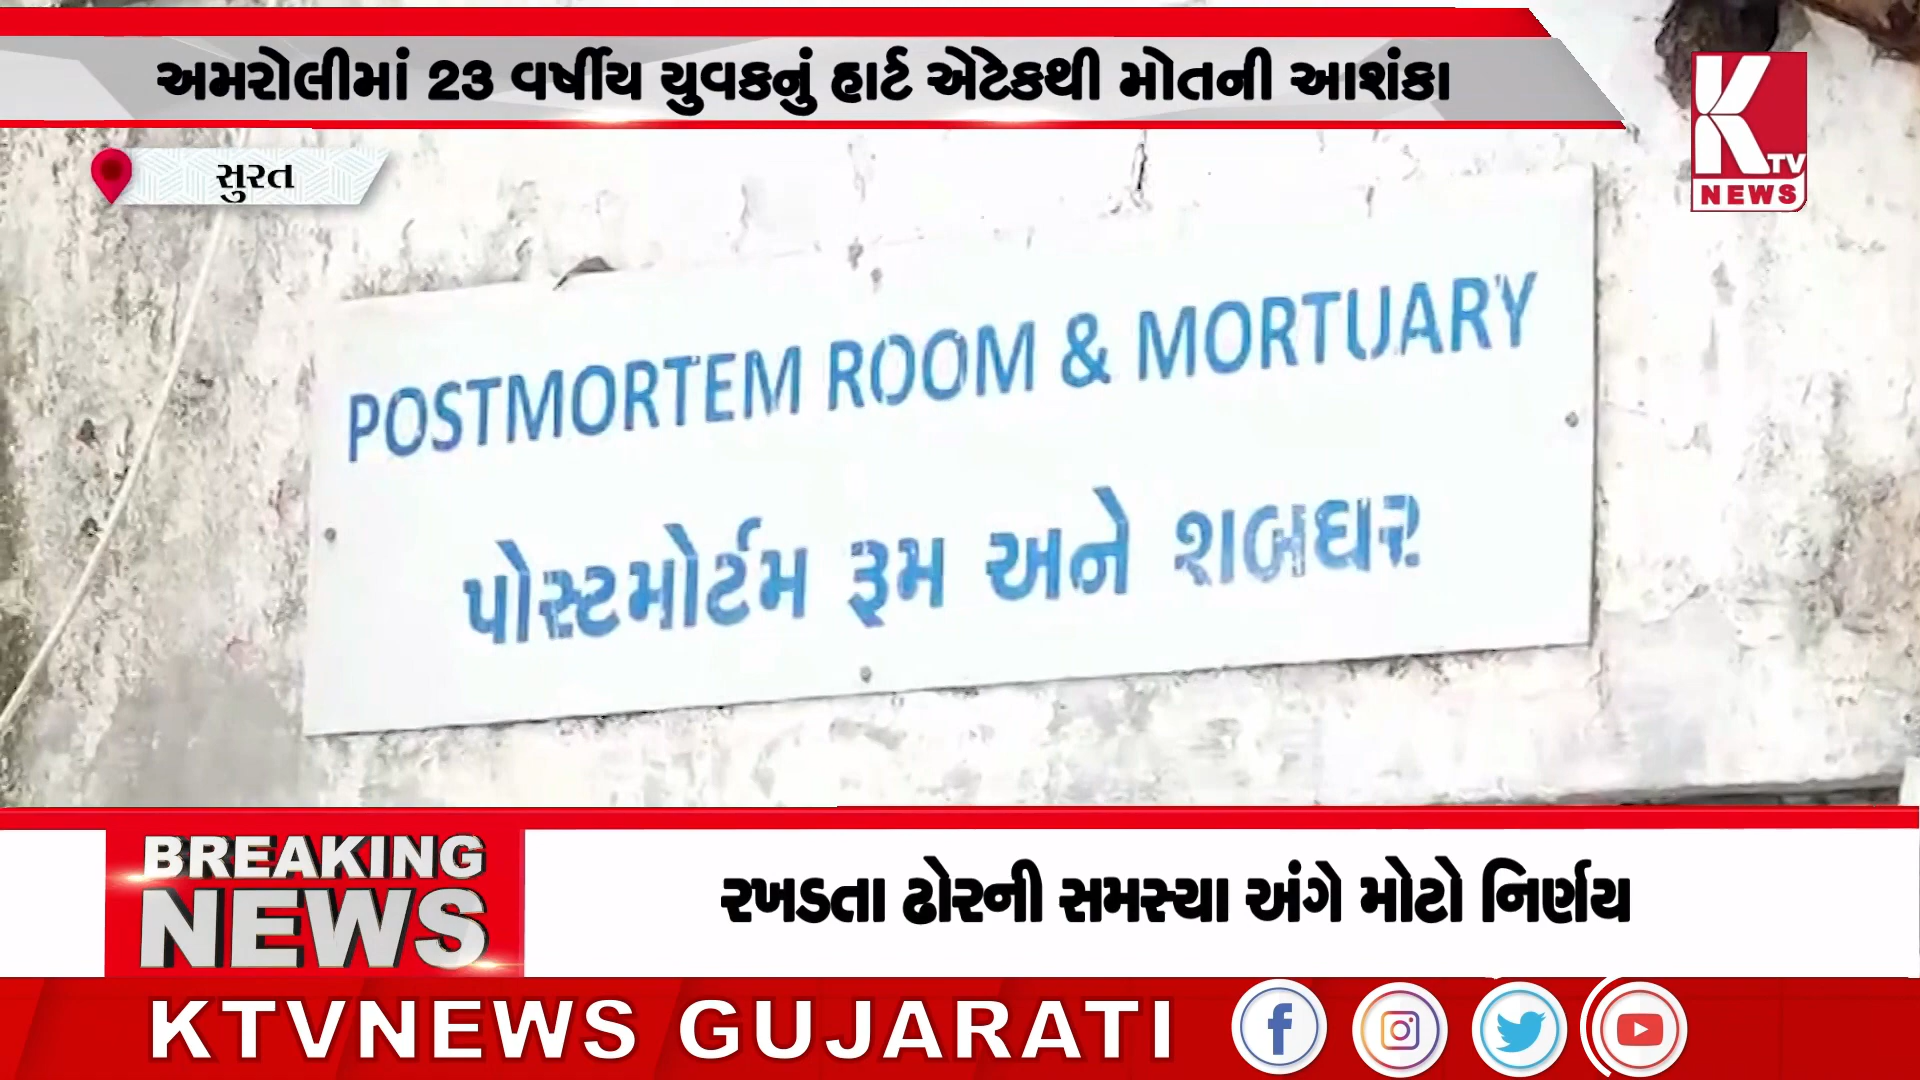 અમરોલીમાં 23 વર્ષીય યુવકનું હાર્ટ એટેકથી મોતની આશંકા
K TV
NEWS
સુરત
POSTMORTEM ROOM & MORTUARY
પોસ્ટમોર્ટમ રૂમ અને શબઘર
BREAKING
NEWS
રખડતા ઢોરની સમસ્યા અંગે મોટો નિર્ણય
KTVNEWS GUJARATI